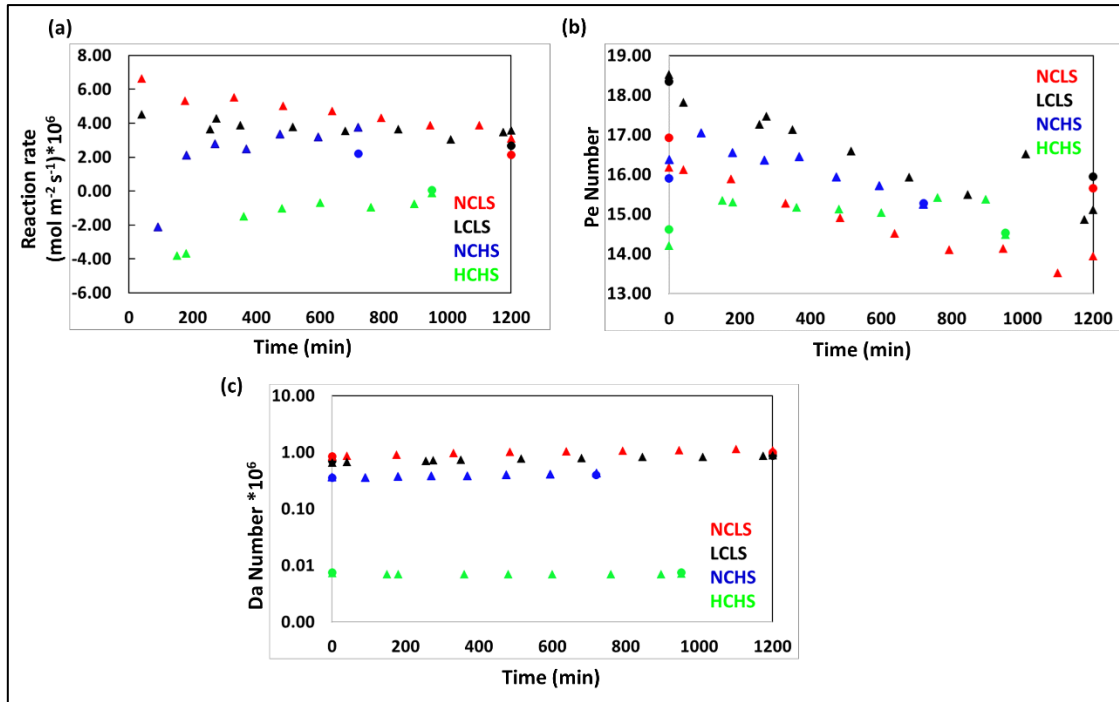 (a)
8.00
6.00
4.00
2.00
0.00
-2.00
-4.00
-6.00
Reaction rate
(mol m⁻² s⁻¹)*10⁶
NCLS
LCLS
NCHS
HCHS
0 200 400 600 800 1000 1200
Time (min)
(b)
19.00
18.00
17.00
16.00
15.00
14.00
13.00
Pe Number
NCLS
LCLS
NCHS
HCHS
0 200 400 600 800 1000 1200
Time (min)
(c)
10.00
1.00
0.10
0.01
0.00
Da Number *10⁶
NCLS
LCLS
NCHS
HCHS
0 200 400 600 800 1000 1200
Time (min)